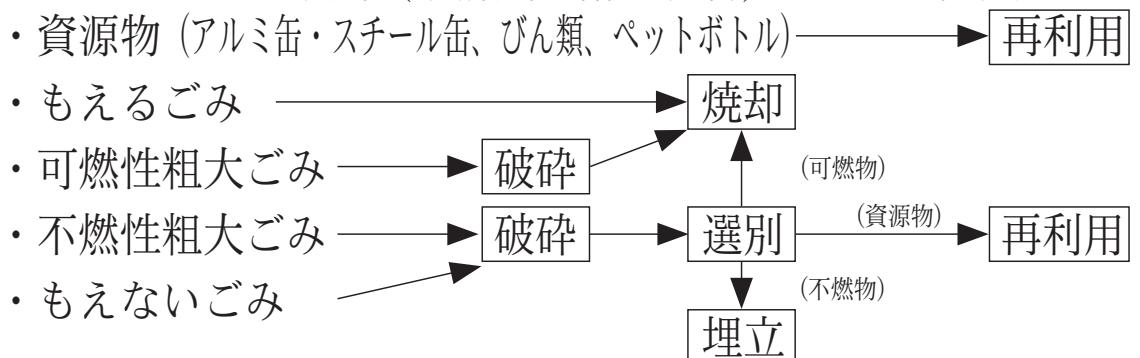 ・資源物 (アルミ缶・スチール缶、びん類、ペットボトル) 再利用
・もえるごみ 焼却
・可燃性粗大ごみ 破砕 (可燃物)
・不燃性粗大ごみ 破砕 選別 (資源物) 再利用
・もえないごみ (不燃物)
埋立